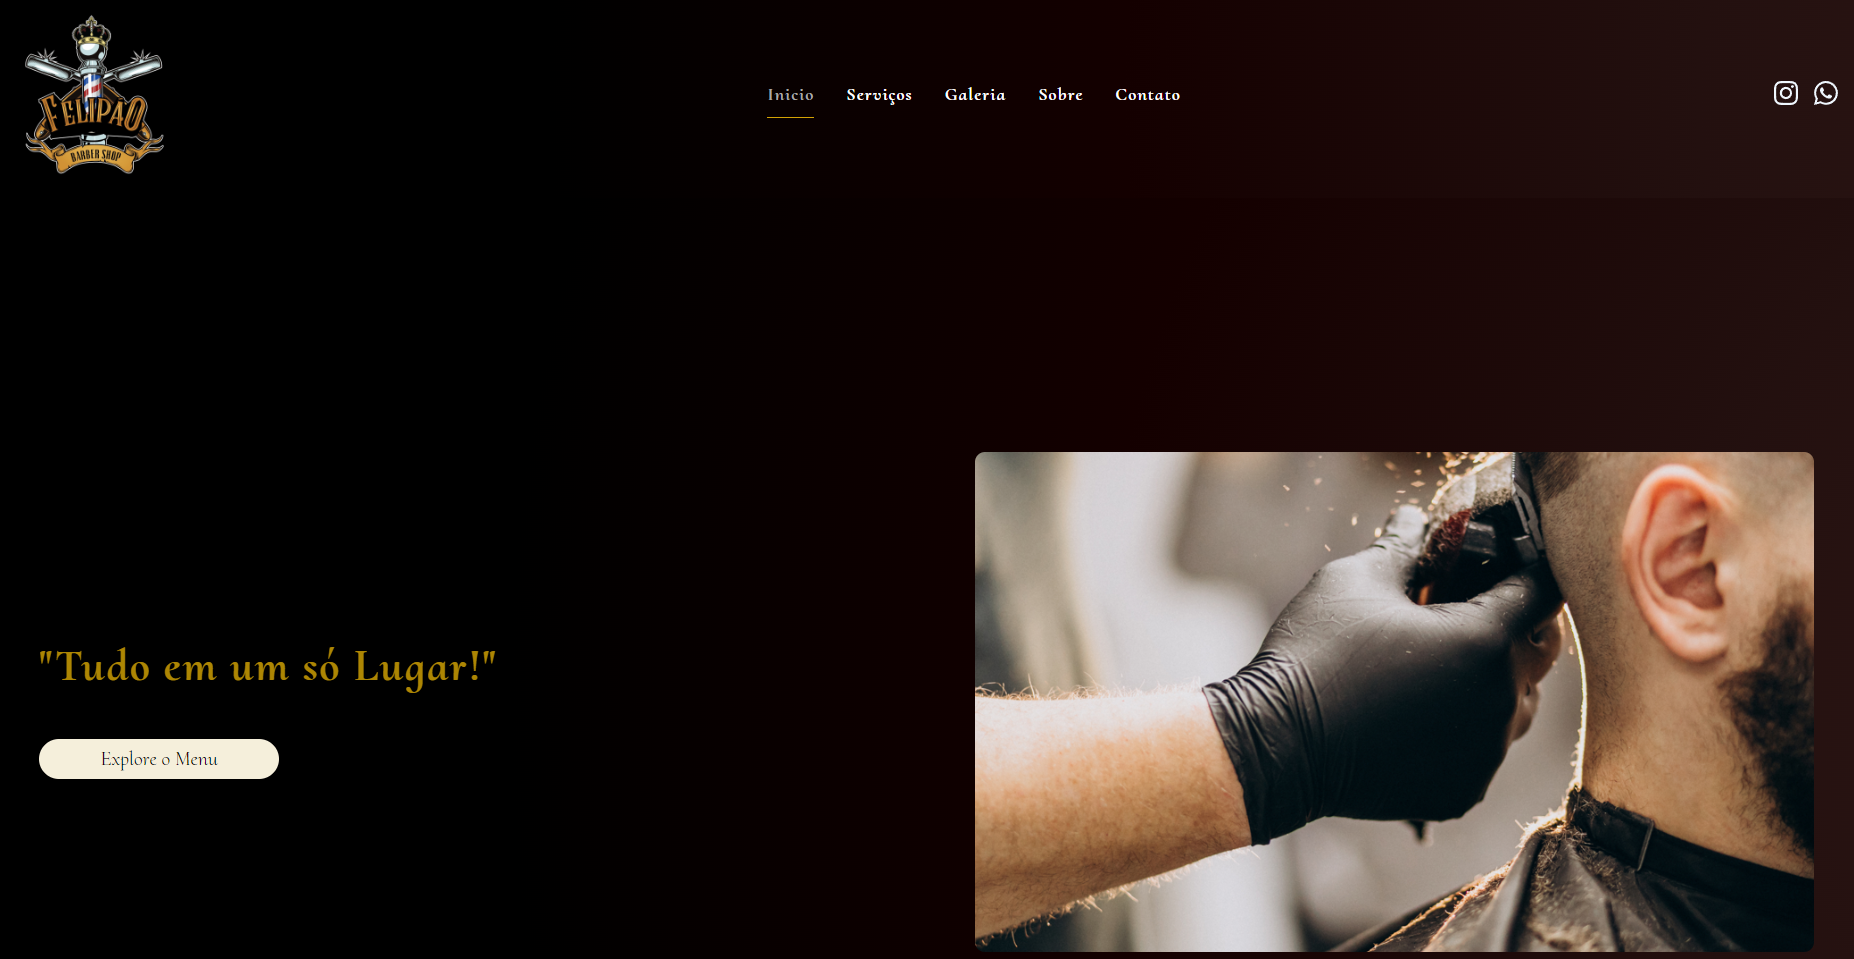 FELIPÃO
BARBER SHOP
Inicio Serviços Galeria Sobre Contato
"Tudo em um só Lugar!"
Explore o Menu